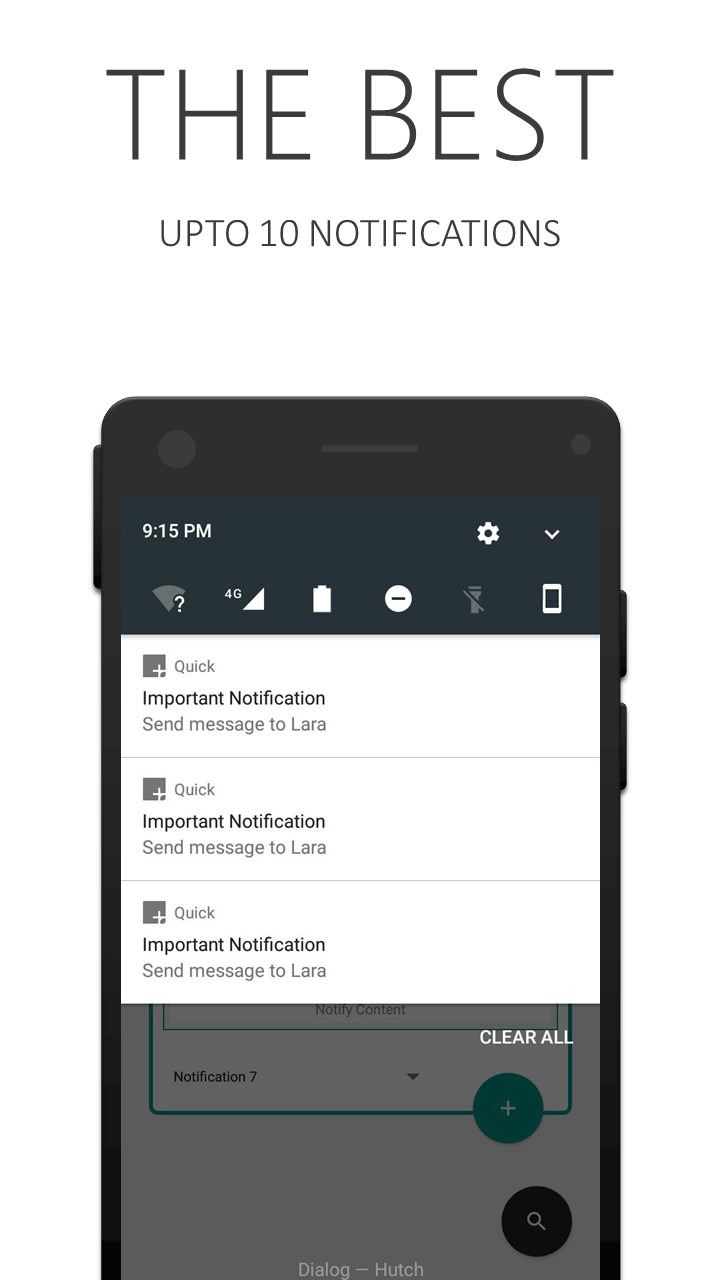 THE BEST
UPTO 10 NOTIFICATIONS
9:15 PM
?
4G
Quick
Important Notification
Send message to Lara
Quick
Important Notification
Send message to Lara
Quick
Important Notification
Send message to Lara
Notify Content
CLEAR ALL
Notification 7
+
Dialog — Hutch